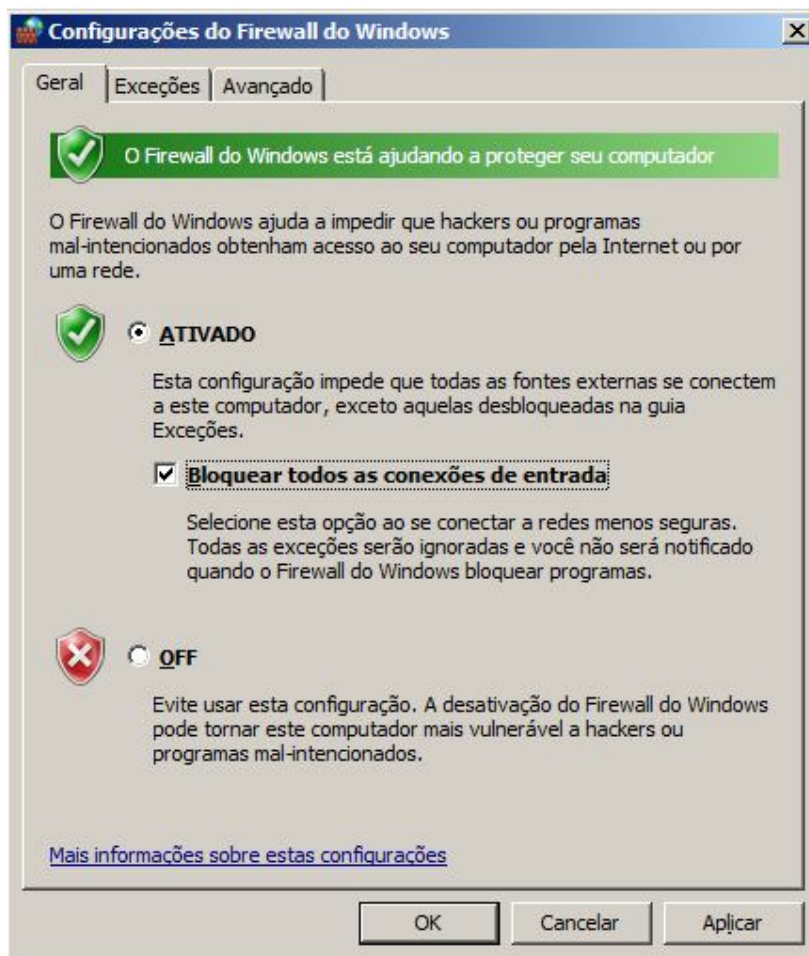 Configurações do Firewall do Windows
Geral
Exceções
Avançado
O Firewall do Windows está ajudando a proteger seu computador
O Firewall do Windows ajuda a impedir que hackers ou programas
mal-intencionados obtenham acesso ao seu computador pela Internet ou por
uma rede.
ATIVADO
Esta configuração impede que todas as fontes externas se conectem
a este computador, exceto aquelas desbloqueadas na guia
Exceções.
Bloquear todos as conexões de entrada
Selecione esta opção ao se conectar a redes menos seguras.
Todas as exceções serão ignoradas e você não será notificado
quando o Firewall do Windows bloquear programas.
OFF
Evite usar esta configuração. A desativação do Firewall do Windows
pode tornar este computador mais vulnerável a hackers ou
programas mal-intencionados.
Mais informações sobre estas configurações
OK
Cancelar
Aplicar